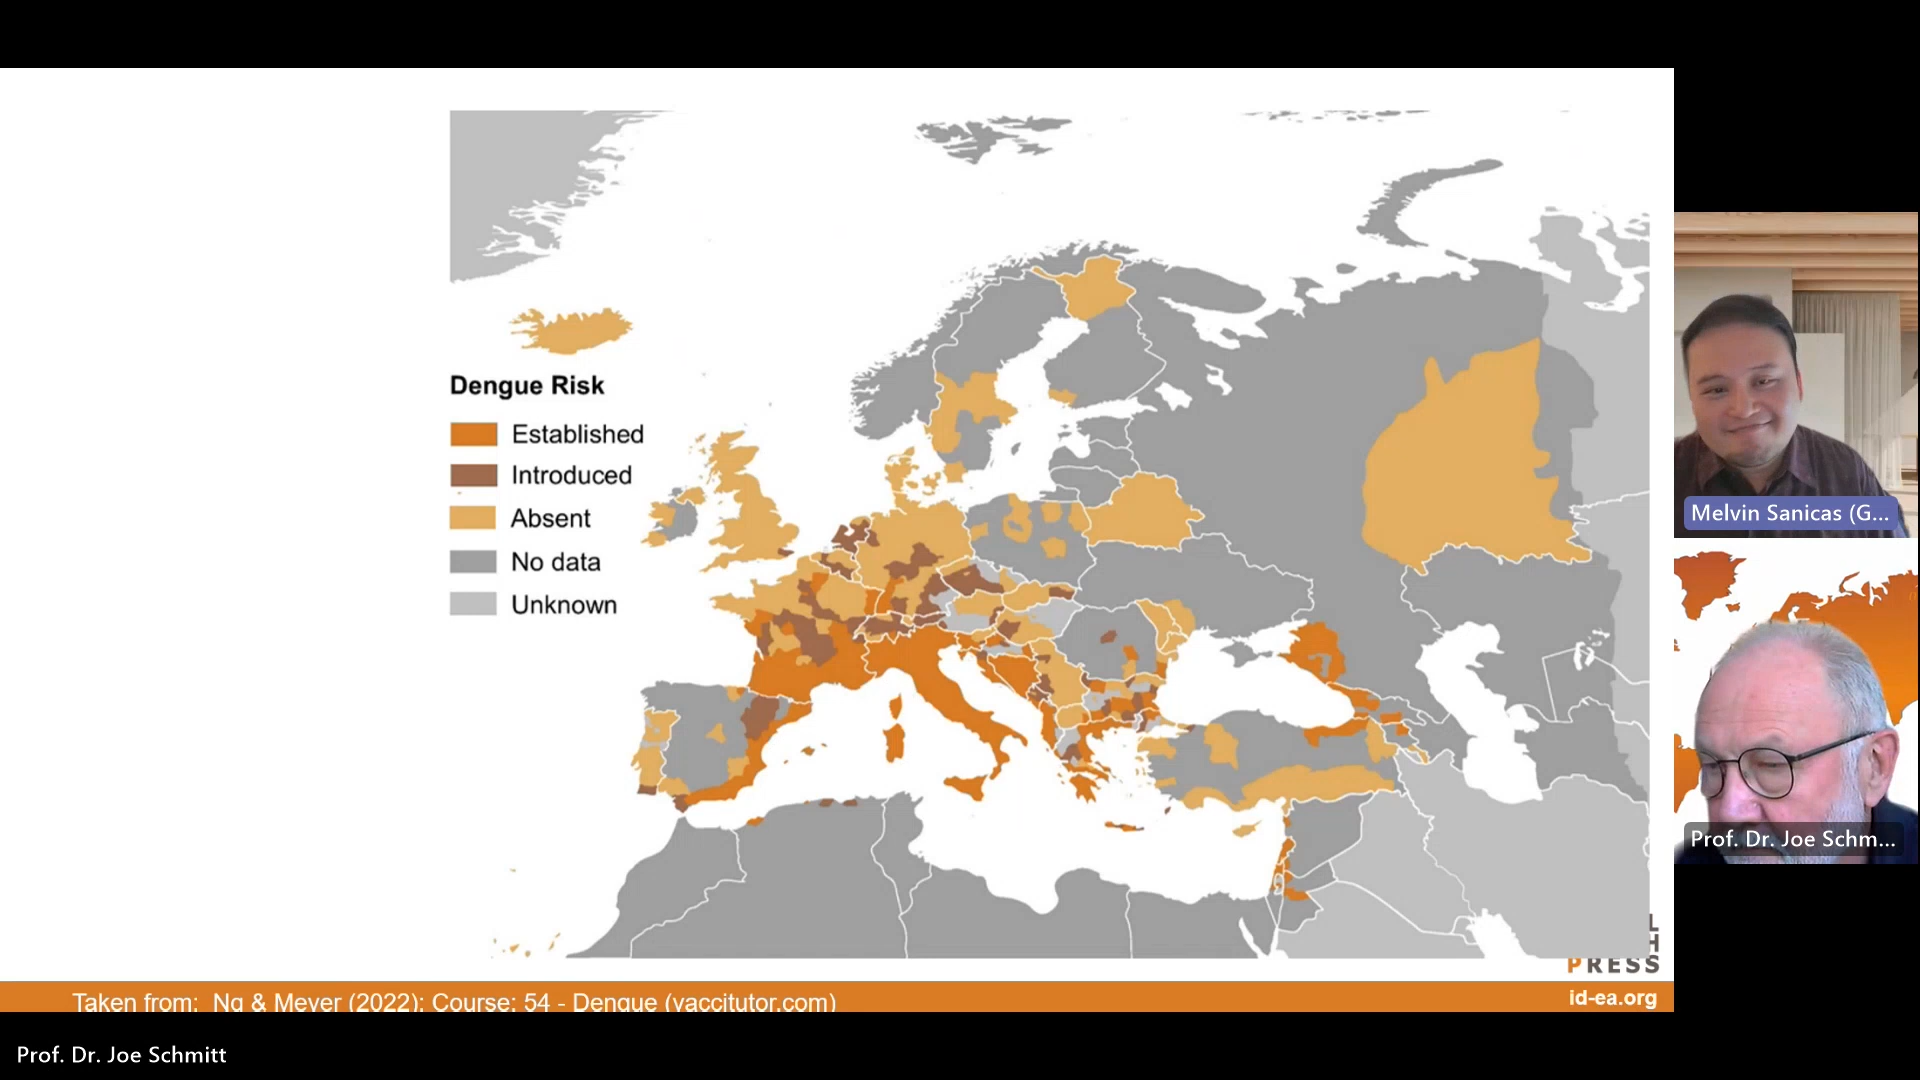 Dengue Risk
Established
Introduced
Absent
No data
Unknown
Melvin Sanicas (G...
Prof. Dr. Joe Schm...
L
H
PRESS
id-ea.org
Taken from: Ng & Meyer (2022): Course: 54 - Dengue (vaccitutor.com)
Prof. Dr. Joe Schmitt